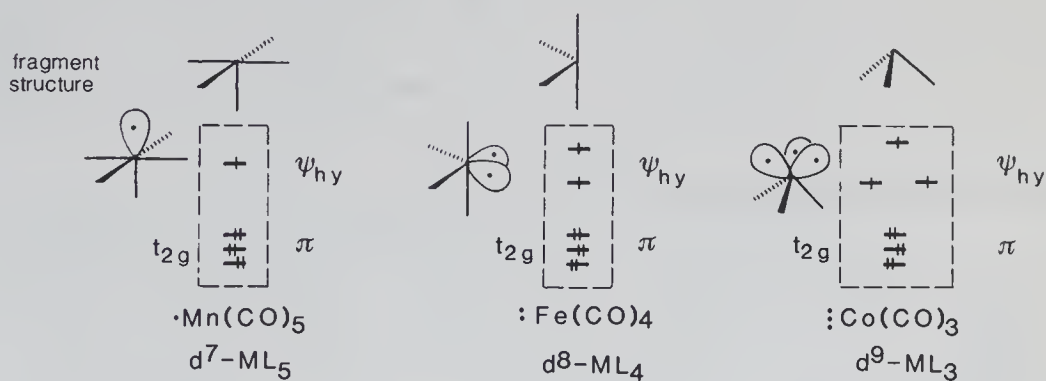 fragment
structure
ψhy
ψhy
ψhy
t2g
π
t2g
π
t2g
π
·Mn(CO)5
:Fe(CO)4
⋮Co(CO)3
d⁷-ML5
d⁸-ML4
d⁹-ML3